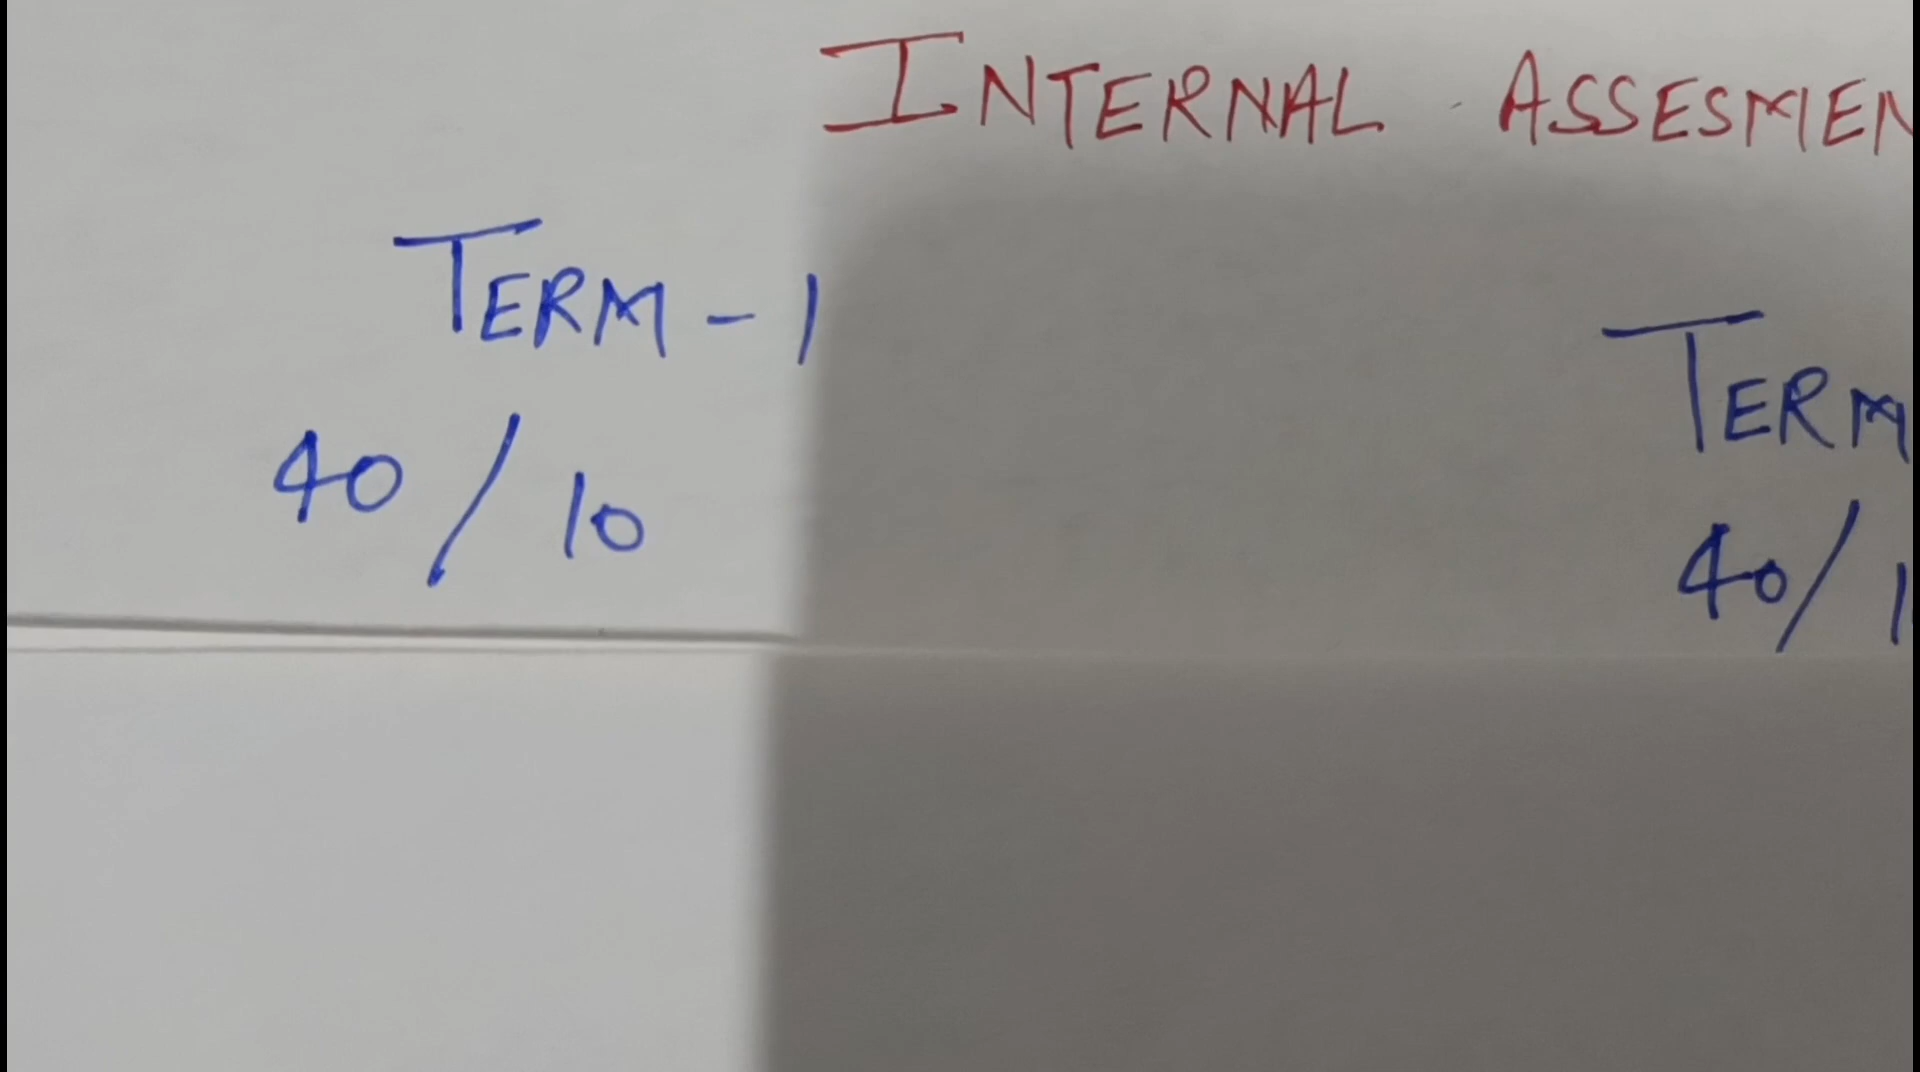 INTERNAL ASSESMEN
TERM - 1
40 / 10
TERM
40 / 1